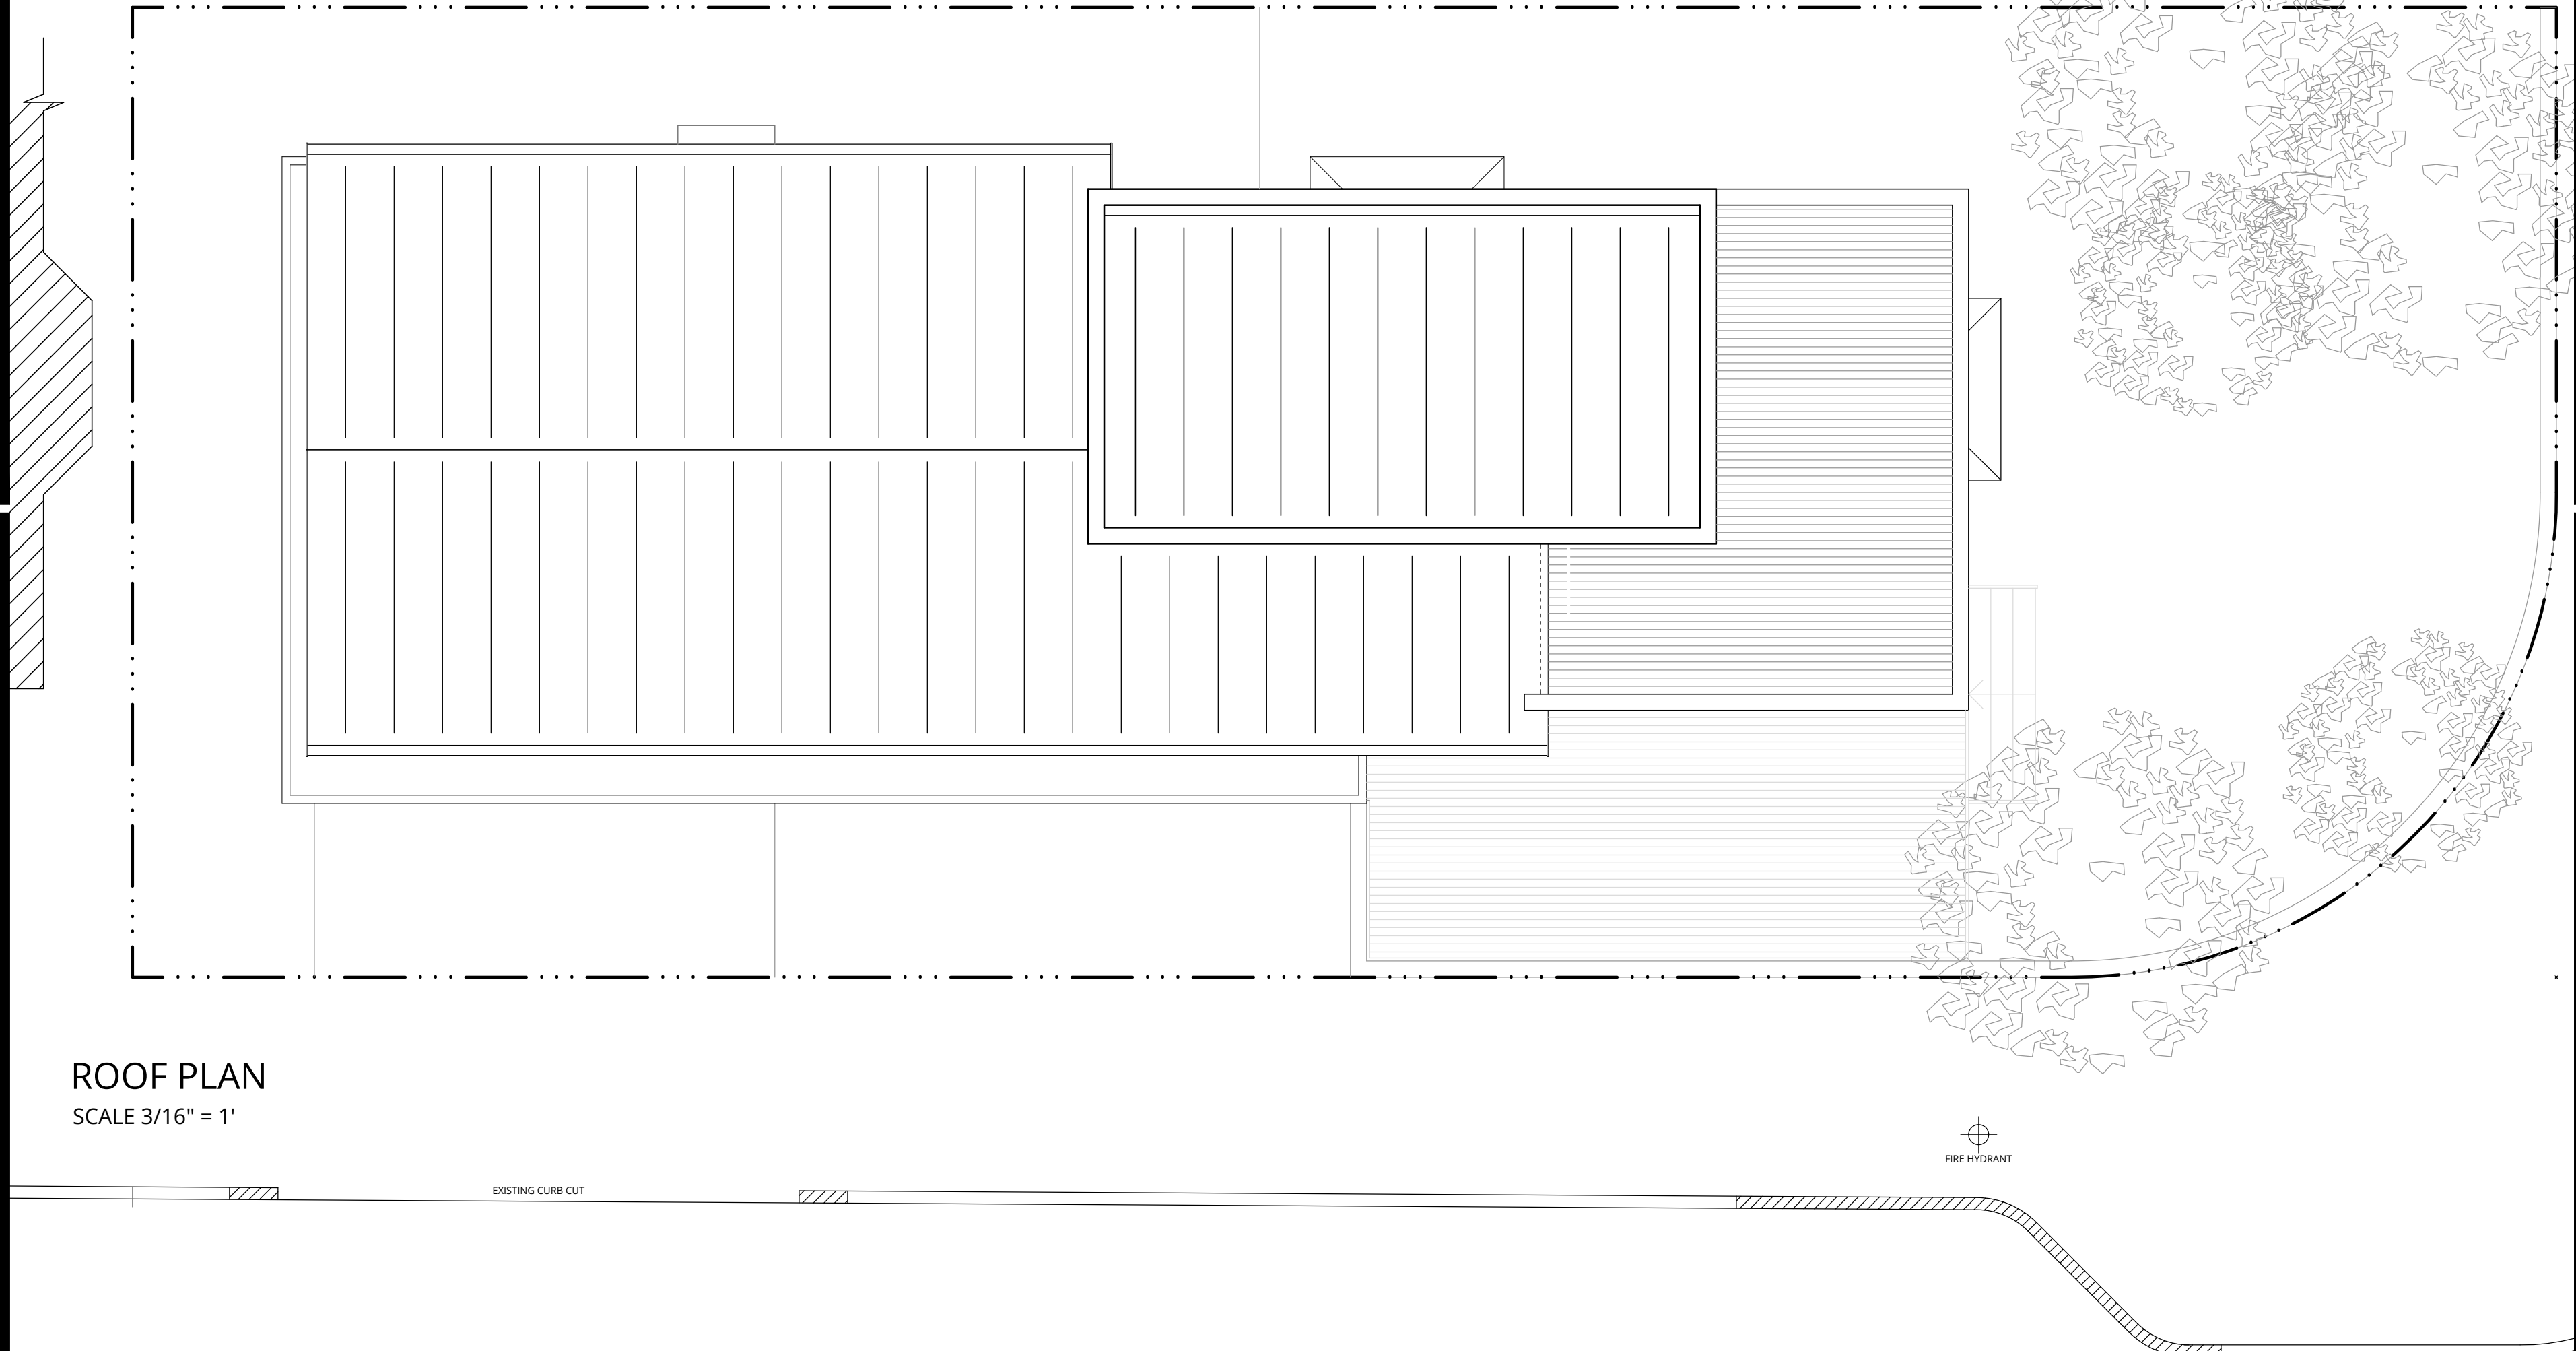 ROOF PLAN
SCALE 3/16" = 1'
FIRE HYDRANT
EXISTING CURB CUT